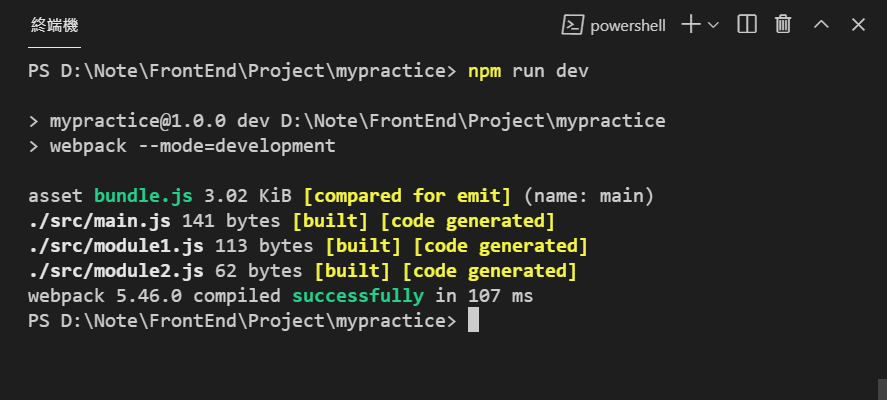 終端機
powershell
PS D:\Note\FrontEnd\Project\mypractice> npm run dev
> mypractice@1.0.0 dev D:\Note\FrontEnd\Project\mypractice
> webpack --mode=development
asset bundle.js 3.02 KiB [compared for emit] (name: main)
./src/main.js 141 bytes [built] [code generated]
./src/module1.js 113 bytes [built] [code generated]
./src/module2.js 62 bytes [built] [code generated]
webpack 5.46.0 compiled successfully in 107 ms
PS D:\Note\FrontEnd\Project\mypractice>